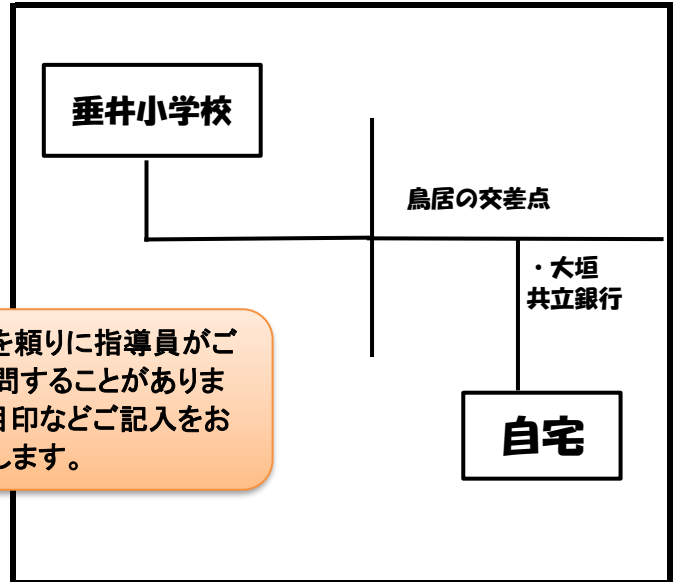 垂井小学校
鳥居の交差点
・大垣
共立銀行
を頼りに指導員がご
問することがありま
目印などご記入をお
します。
自宅